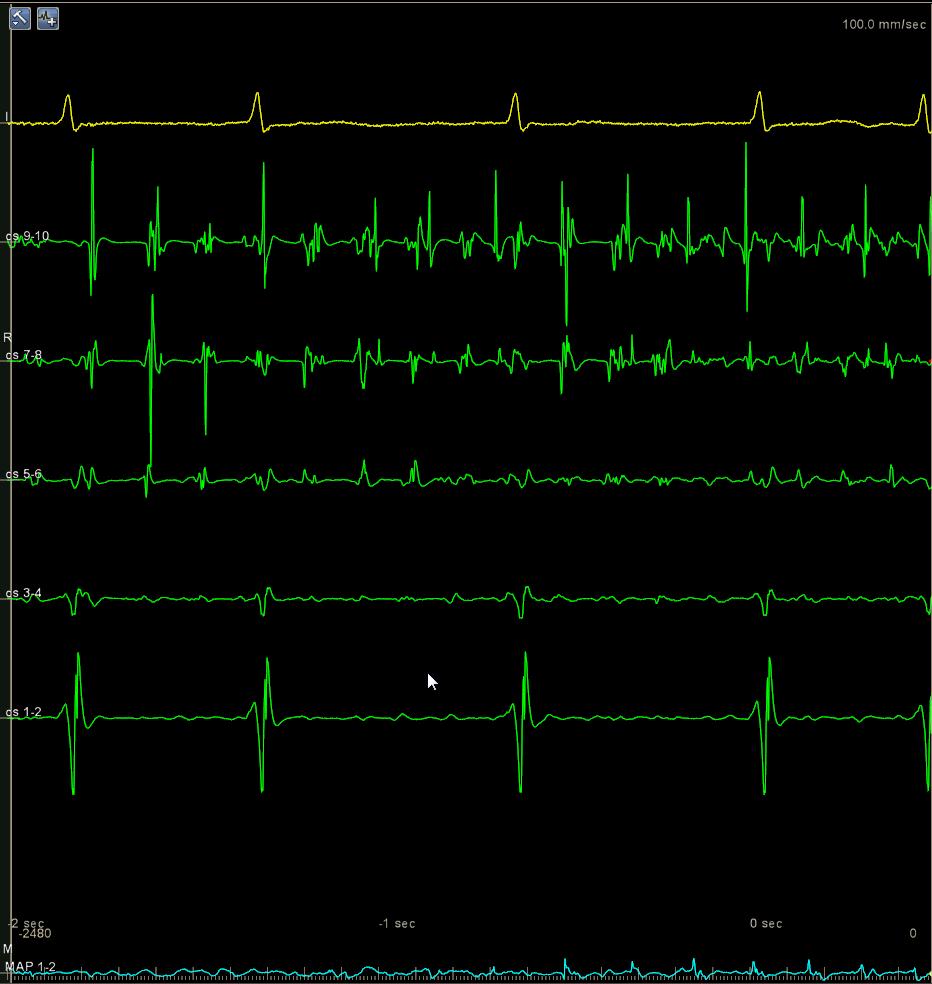 100.0 mm/sec
I
cs 9-10
R
cs 7-8
cs 5-6
cs 3-4
cs 1-2
-2 sec
-1 sec
0 sec
-2480
0
M
MAP 1-2